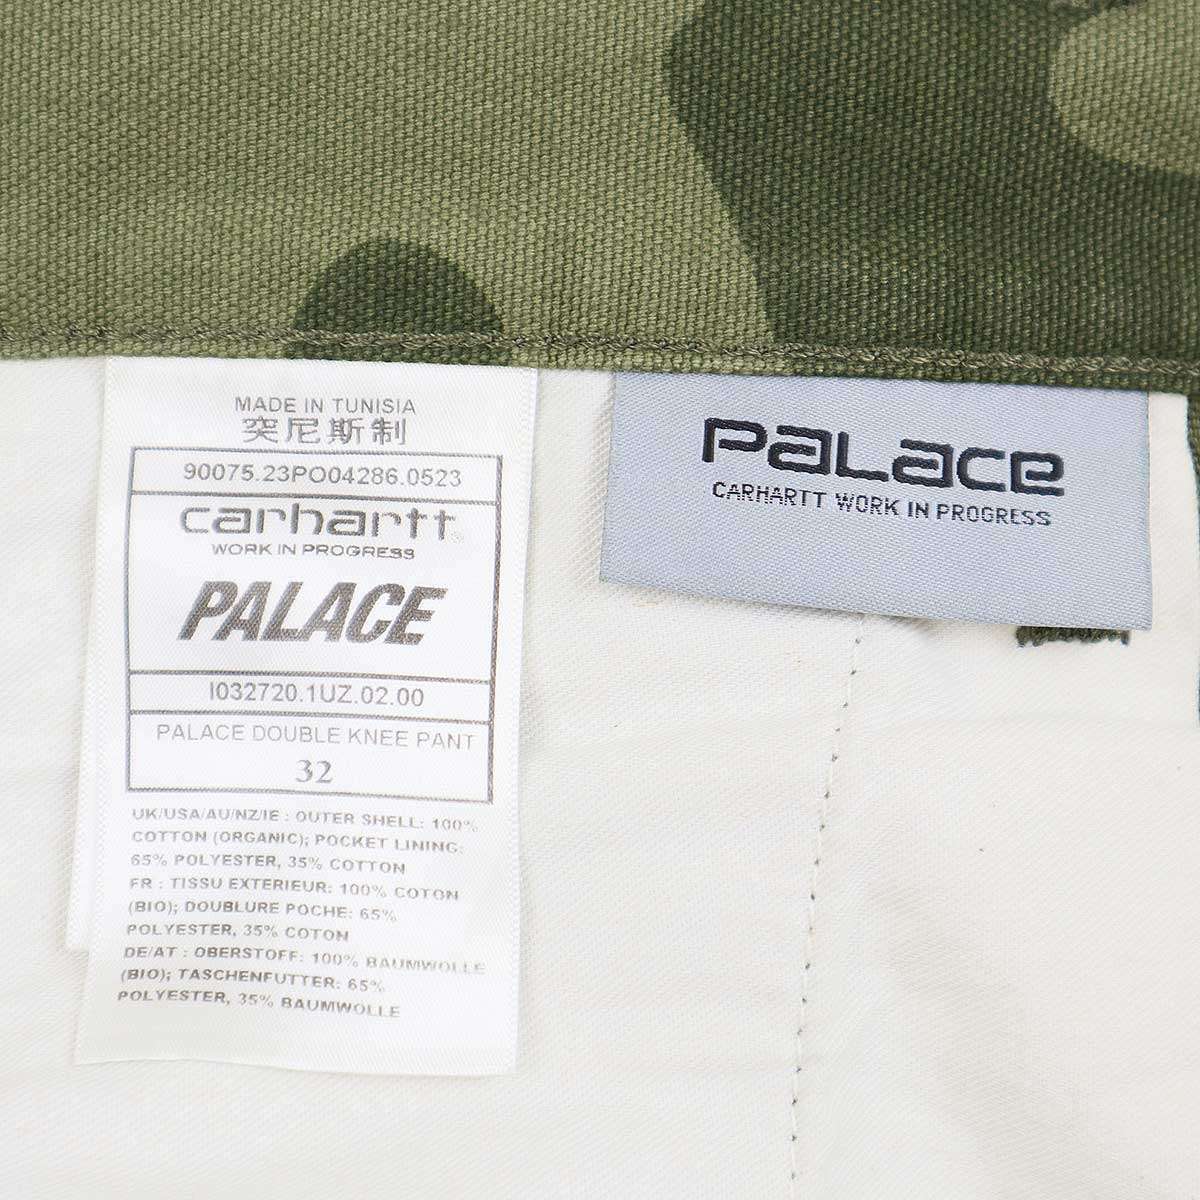 MADE IN TUNISIA
突尼斯制
90075.23PO04286.0523
carhartt
WORK IN PROGRESS
PALACE
I032720.1UZ.02.00
PALACE DOUBLE KNEE PANT
32
UK/USA/AU/NZ/IE : OUTER SHELL: 100%
COTTON (ORGANIC); POCKET LINING:
65% POLYESTER, 35% COTTON
FR : TISSU EXTERIEUR: 100% COTON
(BIO); DOUBLURE POCHE: 65%
POLYESTER, 35% COTON
DE/AT : OBERSTOFF: 100% BAUMWOLLE
(BIO); TASCHENFUTTER: 65%
POLYESTER, 35% BAUMWOLLE
PALACE
CARHARTT WORK IN PROGRESS